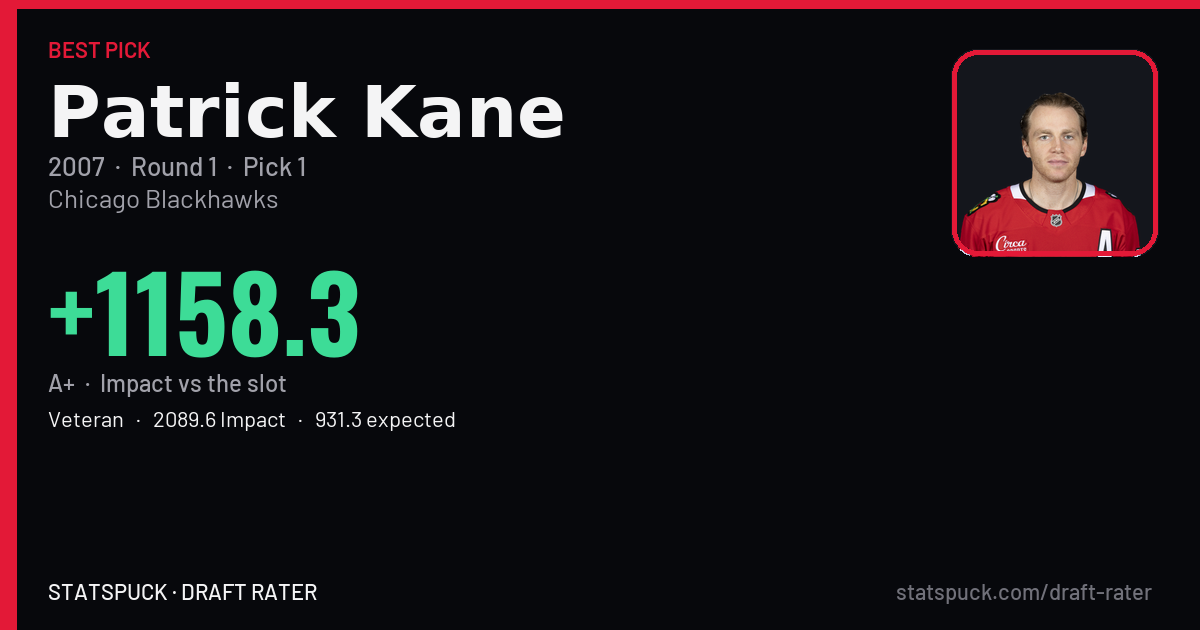 BEST PICK
Patrick Kane
2007 · Round 1 · Pick 1
Chicago Blackhawks
+1158.3
A+ · Impact vs the slot
Veteran · 2089.6 Impact · 931.3 expected
Circa
A
STATSPUCK · DRAFT RATER
statspuck.com/draft-rater